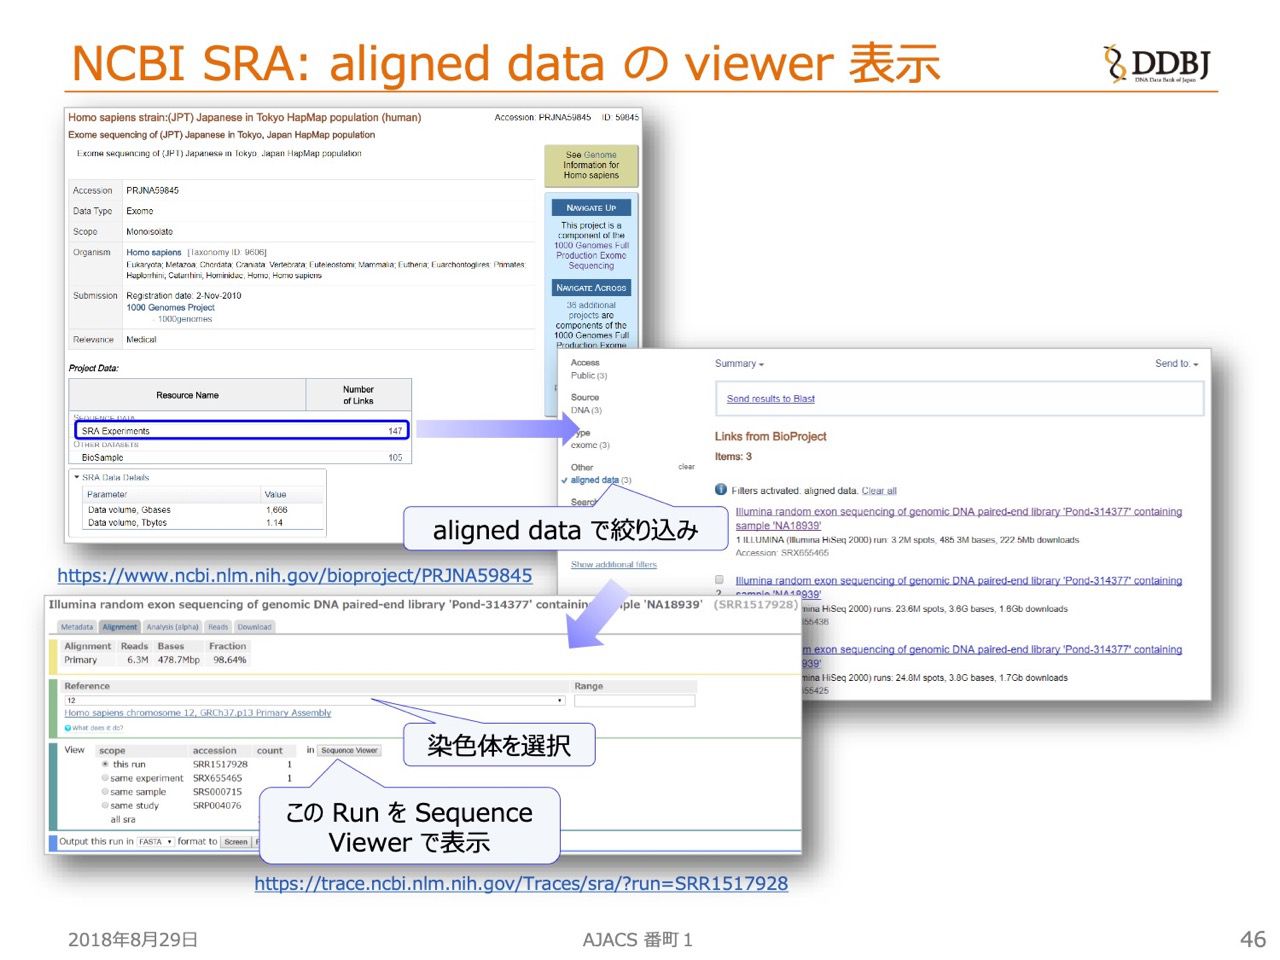 NCBI SRA: aligned data の viewer 表示
DDBJ
DNA Data Bank of Japan
Homo sapiens strain:(JPT) Japanese in Tokyo HapMap population (human)
Accession: PRJNA59845 ID: 59845
Exome sequencing of (JPT) Japanese in Tokyo, Japan HapMap population
Exome sequencing of (JPT) Japanese in Tokyo, Japan HapMap population
See Genome
Information for
Homo sapiens
Accession PRJNA59845
Data Type Exome
Scope Monoisolate
Organism Homo sapiens [Taxonomy ID: 9606]
Eukaryota; Metazoa; Chordata; Craniata; Vertebrata; Euteleostomi; Mammalia; Eutheria; Euarchontoglires; Primates;
Haplorrhini; Catarrhini; Hominidae; Homo; Homo sapiens
Submission Registration date: 2-Nov-2010
1000 Genomes Project
- 1000genomes
Relevance Medical
NAVIGATE UP
This project is a
component of the
1000 Genomes Full
Production Exome
Sequencing
NAVIGATE ACROSS
36 additional
projects are
components of the
1000 Genomes Full
Production Exome
Project Data:
Resource Name Number
of Links
SEQUENCE DATA
SRA Experiments 147
OTHER DATASETS
BioSample 105
SRA Data Details
Parameter Value
Data volume, Gbases 1,666
Data volume, Tbytes 1.14
https://www.ncbi.nlm.nih.gov/bioproject/PRJNA59845
Access
Public (3)
Source
DNA (3)
Type
exome (3)
Other clear
aligned data (3)
Search
Show additional filters
aligned data で絞り込み
Summary Send to:
Send results to Blast
Links from BioProject
Items: 3
Filters activated: aligned data. Clear all
Illumina random exon sequencing of genomic DNA paired-end library 'Pond-314377' containing
sample 'NA18939'
1 ILLUMINA (Illumina HiSeq 2000) run: 3.2M spots, 485.3M bases, 222.5Mb downloads
Accession: SRX655465
Illumina random exon sequencing of genomic DNA paired-end library 'Pond-314377' containing
2. sample 'NA18939'
mina HiSeq 2000) runs: 23.6M spots, 3.6G bases, 1.6Gb downloads
655436
m exon sequencing of genomic DNA paired-end library 'Pond-314377' containing
939'
mina HiSeq 2000) runs: 24.8M spots, 3.8G bases, 1.7Gb downloads
655425
Illumina random exon sequencing of genomic DNA paired-end library 'Pond-314377' containing sample 'NA18939' (SRR1517928)
Metadata Alignment Analysis (alpha) Reads Download
Alignment Reads Bases Fraction
Primary 6.3M 478.7Mbp 98.64%
Reference Range
12
Homo sapiens chromosome 12, GRCh37.p13 Primary Assembly
What does it do?
染色体を選択
View scope accession count in Sequence Viewer
this run SRR1517928 1
same experiment SRX655465 1
same sample SRS000715
same study SRP004076
all sra
Output this run in FASTA format to Screen F
この Run を Sequence
Viewer で表示
https://trace.ncbi.nlm.nih.gov/Traces/sra/?run=SRR1517928
2018年8月29日
AJACS 番町１
46